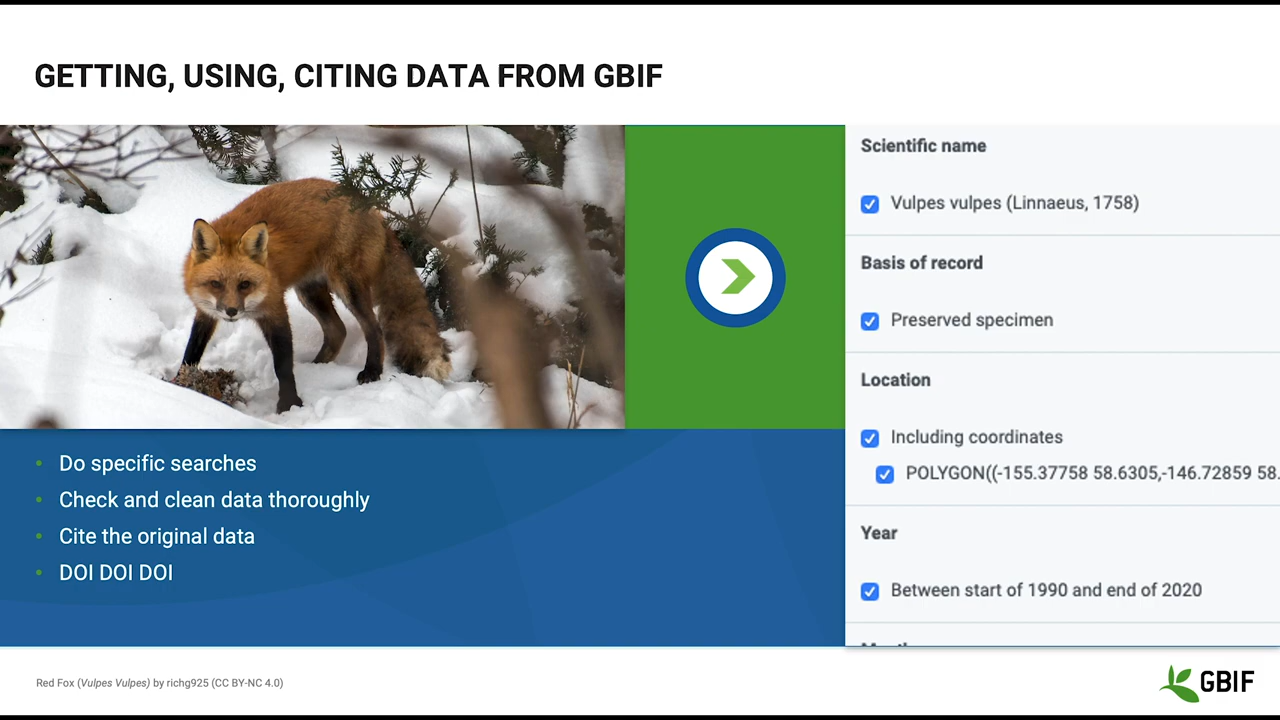 GETTING, USING, CITING DATA FROM GBIF
Scientific name
Vulpes vulpes (Linnaeus, 1758)
Basis of record
Preserved specimen
Location
Including coordinates
POLYGON((-155.37758 58.6305,-146.72859 58.
Year
Between start of 1990 and end of 2020
• Do specific searches
• Check and clean data thoroughly
• Cite the original data
• DOI DOI DOI
Red Fox (Vulpes Vulpes) by richg925 (CC BY-NC 4.0)
GBIF